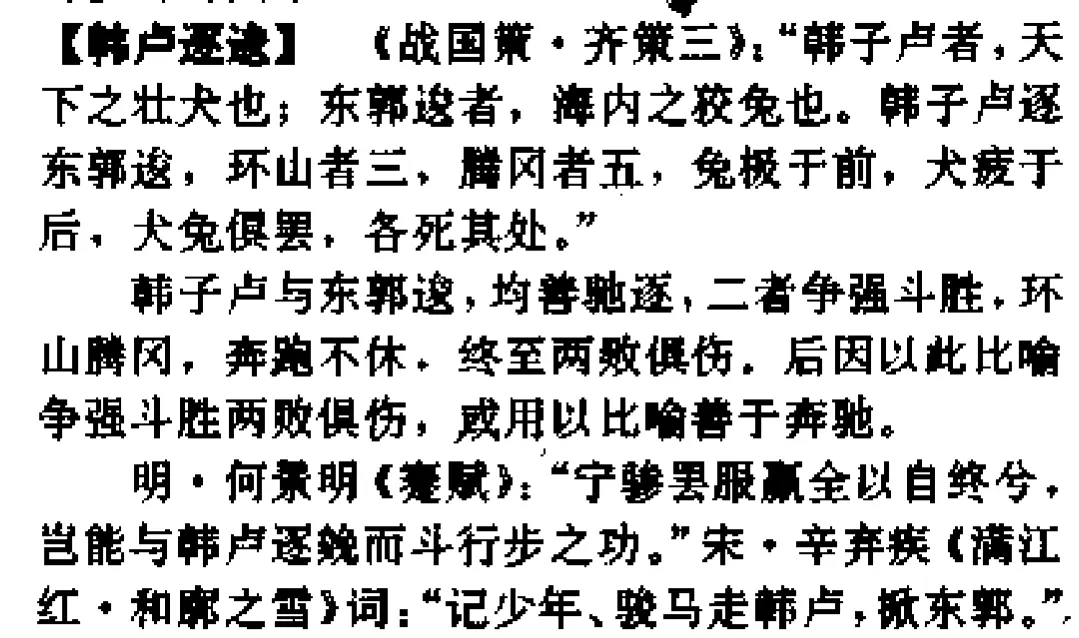 【韩卢逐逡】 《战国策·齐策三》：“韩子卢者，天
下之壮犬也；东郭逡者，海内之狡兔也。韩子卢逐
东郭逡，环山者三，腾冈者五，兔极于前，犬疲于
后，犬兔俱罢，各死其处。”
韩子卢与东郭逡，均善驰逐，二者争强斗胜，环
山腾冈，奔跑不休，终至两败俱伤．后因以此比喻
争强斗胜两败俱伤，或用以比喻善于奔驰。
明·何景明《蹇赋》：“宁骖罢服羸全以自终兮，
岂能与韩卢逐㕙而斗行步之功。”宋·辛弃疾《满江
红·和廓之雪》词：“记少年、骏马走韩卢，掀东郭。”